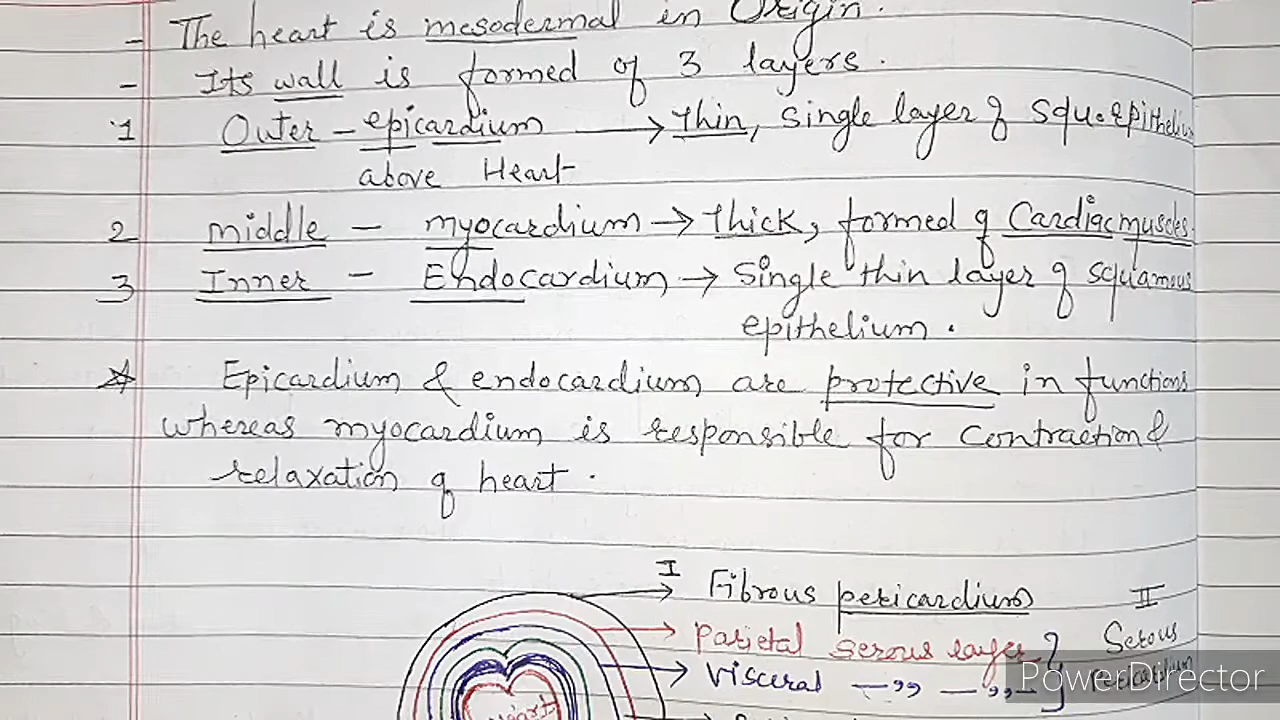 - The heart is mesodermal in Origin.
- Its wall is formed of 3 layers.
1 Outer - epicardium → thin, single layer of squ. epithelium
above Heart
2 middle - myocardium → thick, formed of Cardiac muscles.
3 Inner - Endocardium → Single thin layer of squamous
epithelium.
Epicardium & endocardium are protective in functions
whereas myocardium is responsible for contraction &
relaxation of heart.
I Fibrous pericardium II
Parietal serous layer } Serous
Visceral —,, —,,— pericardium
Heart
PowerDirector